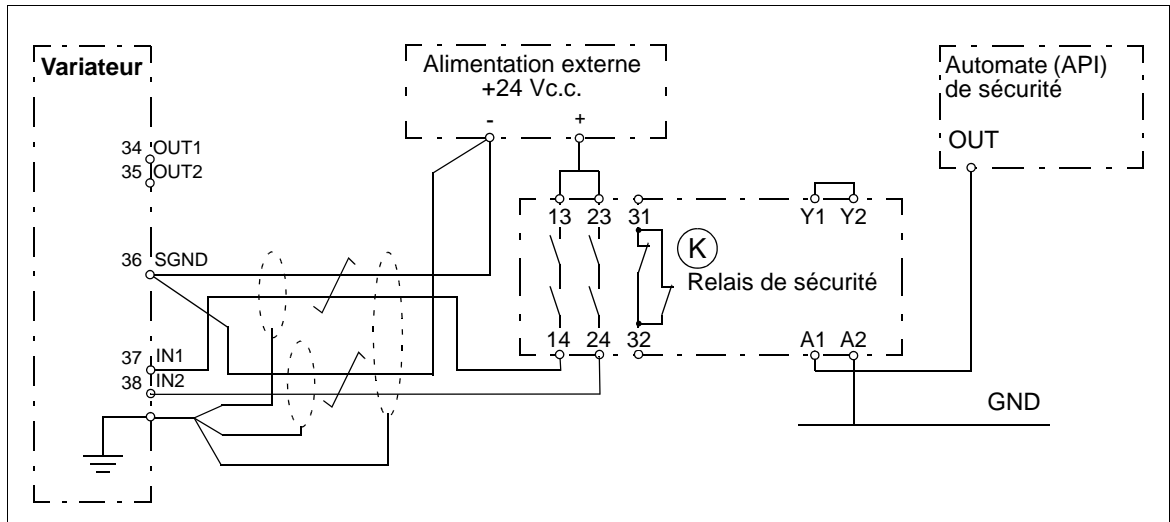 Variateur
Alimentation externe
+24 Vc.c.
- +
Automate (API)
de sécurité
OUT
34 OUT1
35 OUT2
13 23 31 Y1 Y2
K
36 SGND
Relais de sécurité
14 24 32 A1 A2
37 IN1
38 IN2
GND